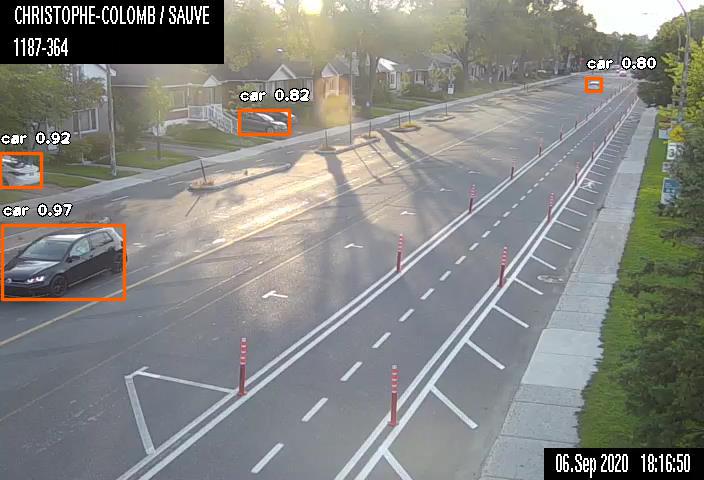 CHRISTOPHE-COLOMB / SAUVE
1187-364
car 0.80
car 0.82
car 0.92
car 0.97
06.Sep 2020 18:16:50